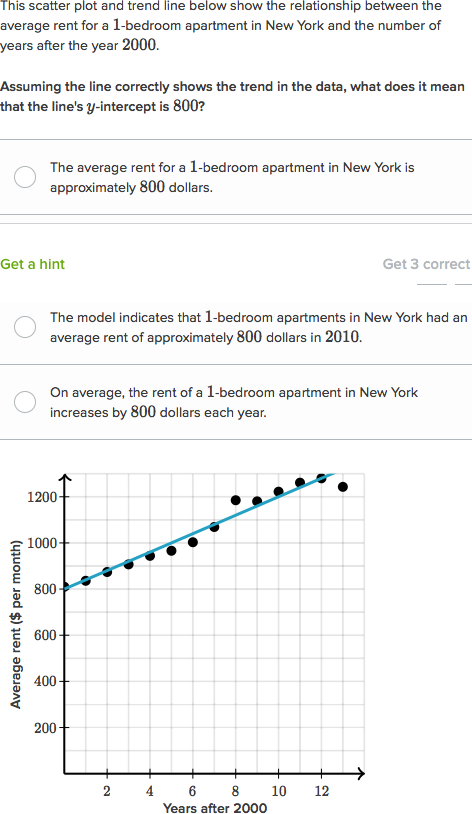 This scatter plot and trend line below show the relationship between the
average rent for a 1-bedroom apartment in New York and the number of
years after the year 2000.
Assuming the line correctly shows the trend in the data, what does it mean
that the line's y-intercept is 800?
The average rent for a 1-bedroom apartment in New York is
approximately 800 dollars.
Get a hint
Get 3 correct
The model indicates that 1-bedroom apartments in New York had an
average rent of approximately 800 dollars in 2010.
On average, the rent of a 1-bedroom apartment in New York
increases by 800 dollars each year.
Average rent ($ per month)
1200
1000
800
600
400
200
2 4 6 8 10 12
Years after 2000